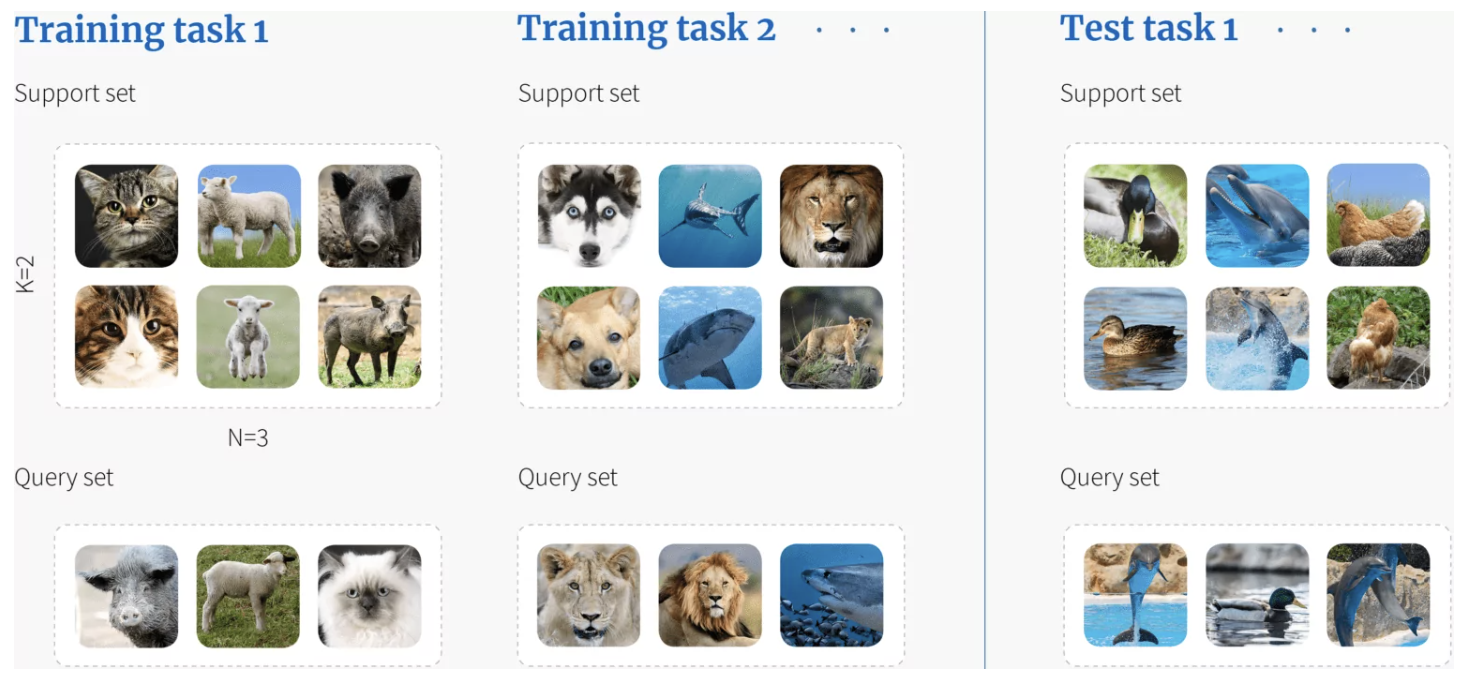 Training task 1
Support set
K=2
N=3
Query set
Training task 2 . . .
Support set
Query set
Test task 1 . . .
Support set
Query set